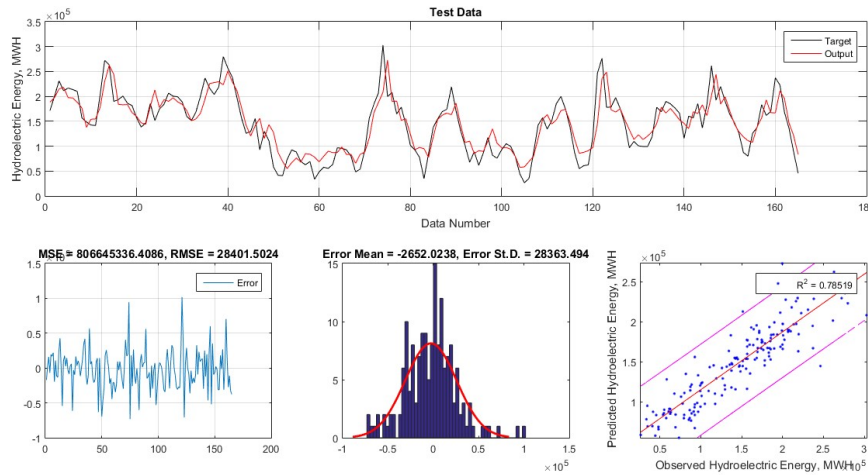 Test Data
× 10^5
Hydroelectric Energy, MWH
3.5
3
2.5
2
1.5
1
0.5
0
Target
Output
0 20 40 60 80 100 120 140 160 180
Data Number
MSE = 806645336.4086, RMSE = 28401.5024
1.5
1
0.5
0
-0.5
-1
Error
0 50 100 150 200
Error Mean = -2652.0238, Error St.D. = 28363.494
15
10
5
0
-1 -0.5 0 0.5 1 1.5
× 10^5
× 10^5
Predicted Hydroelectric Energy, MWH
2.5
2
1.5
1
R^2 = 0.78519
0.5 1 1.5 2 2.5 3
Observed Hydroelectric Energy, MWH